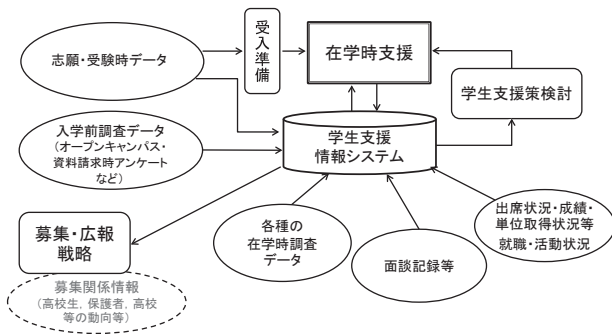 志願・受験時データ
受入準備
在学時支援
学生支援策検討
入学前調査データ
（オープンキャンパス・
資料請求時アンケート
など）
学生支援
情報システム
募集・広報
戦略
募集関係情報
（高校生, 保護者, 高校
等の動向等）
各種の
在学時調査
データ
面談記録等
出席状況・成績・
単位取得状況等
就職・活動状況